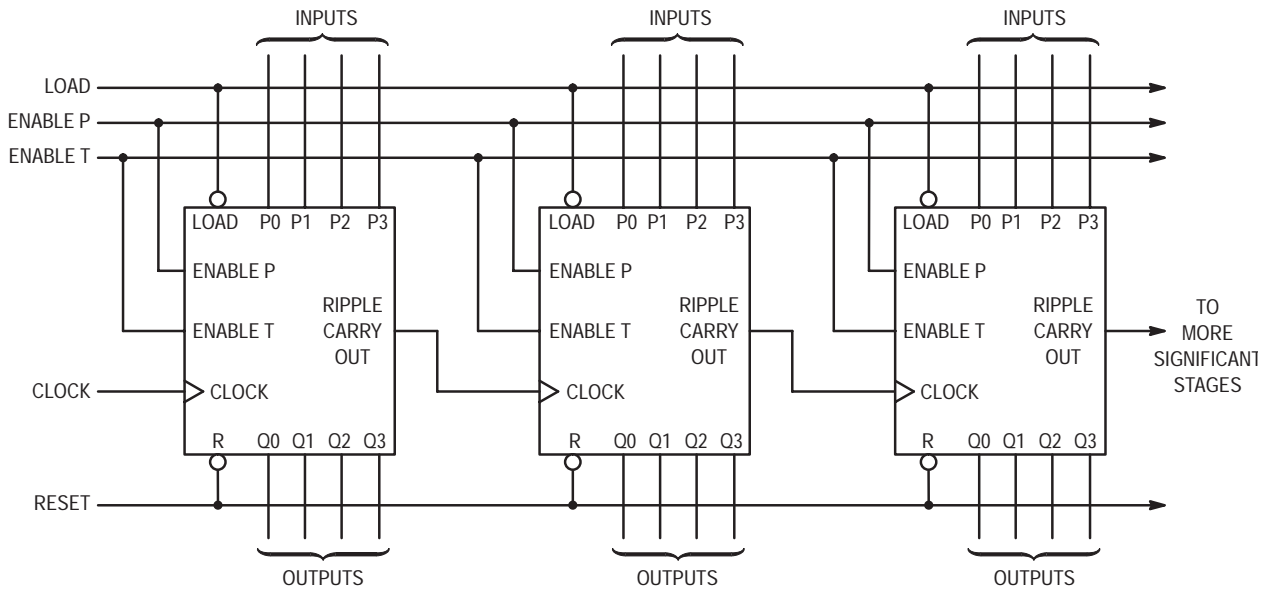 INPUTS INPUTS INPUTS
LOAD
ENABLE P
ENABLE T
LOAD P0 P1 P2 P3 LOAD P0 P1 P2 P3 LOAD P0 P1 P2 P3
ENABLE P ENABLE P ENABLE P
RIPPLE RIPPLE RIPPLE TO
ENABLE T CARRY ENABLE T CARRY ENABLE T CARRY MORE
OUT OUT OUT SIGNIFICANT
CLOCK CLOCK CLOCK CLOCK STAGES
R Q0 Q1 Q2 Q3 R Q0 Q1 Q2 Q3 R Q0 Q1 Q2 Q3
RESET
OUTPUTS OUTPUTS OUTPUTS